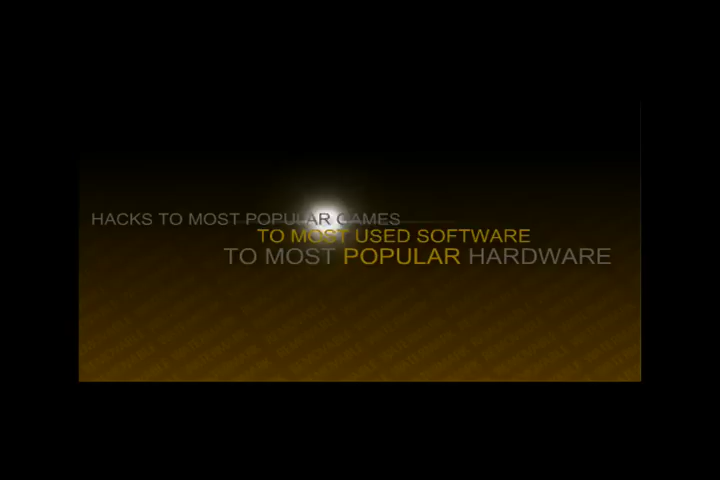 HACKS TO MOST POPULAR GAMES
TO MOST USED SOFTWARE
TO MOST POPULAR HARDWARE